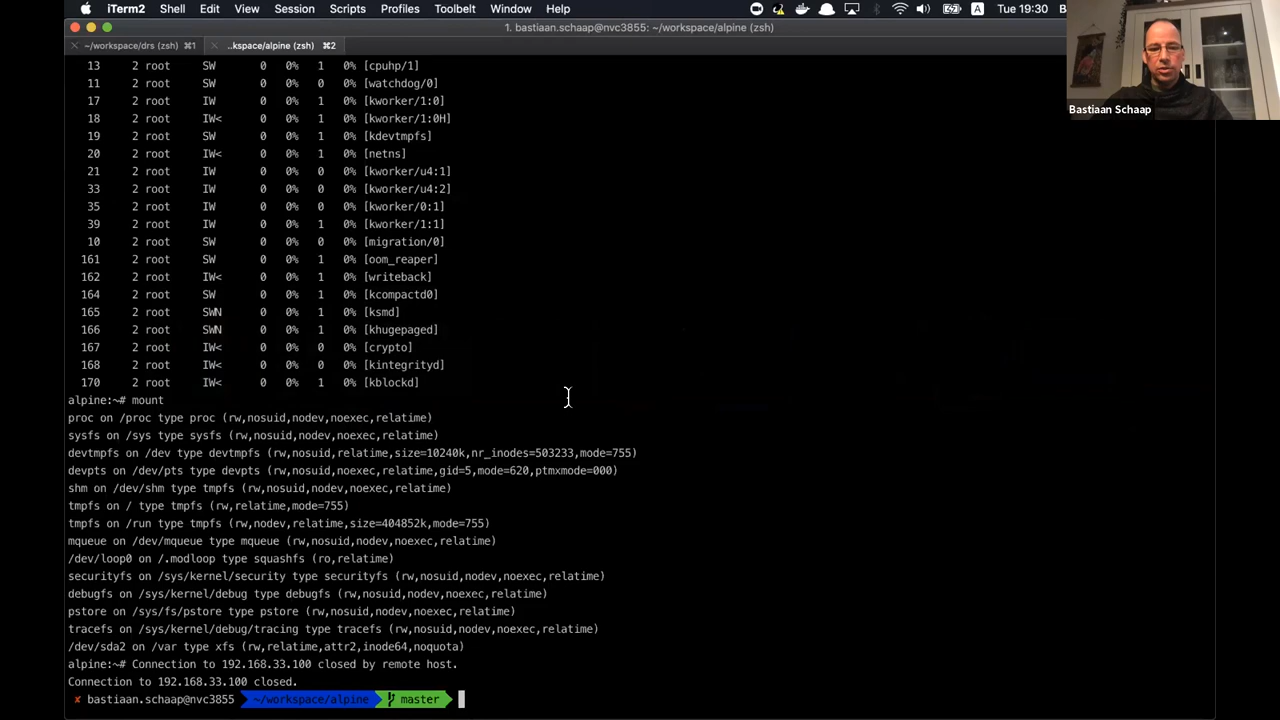 iTerm2 Shell Edit View Session Scripts Profiles Toolbelt Window Help A Tue 19:30 B
1. bastiaan.schaap@nvc3855: ~/workspace/alpine (zsh)
~/workspace/drs (zsh) ⌘1 ..kspace/alpine (zsh) ⌘2
Bastiaan Schaap
13 2 root SW 0 0% 1 0% [cpuhp/1]
11 2 root SW 0 0% 0 0% [watchdog/0]
17 2 root IW 0 0% 1 0% [kworker/1:0]
18 2 root IW< 0 0% 1 0% [kworker/1:0H]
19 2 root SW 0 0% 1 0% [kdevtmpfs]
20 2 root IW< 0 0% 1 0% [netns]
21 2 root IW 0 0% 0 0% [kworker/u4:1]
33 2 root IW 0 0% 0 0% [kworker/u4:2]
35 2 root IW 0 0% 0 0% [kworker/0:1]
39 2 root IW 0 0% 1 0% [kworker/1:1]
10 2 root SW 0 0% 0 0% [migration/0]
161 2 root SW 0 0% 1 0% [oom_reaper]
162 2 root IW< 0 0% 1 0% [writeback]
164 2 root SW 0 0% 1 0% [kcompactd0]
165 2 root SWN 0 0% 1 0% [ksmd]
166 2 root SWN 0 0% 1 0% [khugepaged]
167 2 root IW< 0 0% 0 0% [crypto]
168 2 root IW< 0 0% 0 0% [kintegrityd]
170 2 root IW< 0 0% 1 0% [kblockd]
alpine:~# mount
proc on /proc type proc (rw,nosuid,nodev,noexec,relatime)
sysfs on /sys type sysfs (rw,nosuid,nodev,noexec,relatime)
devtmpfs on /dev type devtmpfs (rw,nosuid,relatime,size=10240k,nr_inodes=503233,mode=755)
devpts on /dev/pts type devpts (rw,nosuid,noexec,relatime,gid=5,mode=620,ptmxmode=000)
shm on /dev/shm type tmpfs (rw,nosuid,nodev,noexec,relatime)
tmpfs on / type tmpfs (rw,relatime,mode=755)
tmpfs on /run type tmpfs (rw,nodev,relatime,size=404852k,mode=755)
mqueue on /dev/mqueue type mqueue (rw,nosuid,nodev,noexec,relatime)
/dev/loop0 on /.modloop type squashfs (ro,relatime)
securityfs on /sys/kernel/security type securityfs (rw,nosuid,nodev,noexec,relatime)
debugfs on /sys/kernel/debug type debugfs (rw,nosuid,nodev,noexec,relatime)
pstore on /sys/fs/pstore type pstore (rw,nosuid,nodev,noexec,relatime)
tracefs on /sys/kernel/debug/tracing type tracefs (rw,nosuid,nodev,noexec,relatime)
/dev/sda2 on /var type xfs (rw,relatime,attr2,inode64,noquota)
alpine:~# Connection to 192.168.33.100 closed by remote host.
Connection to 192.168.33.100 closed.
✘ bastiaan.schaap@nvc3855 ~/workspace/alpine master